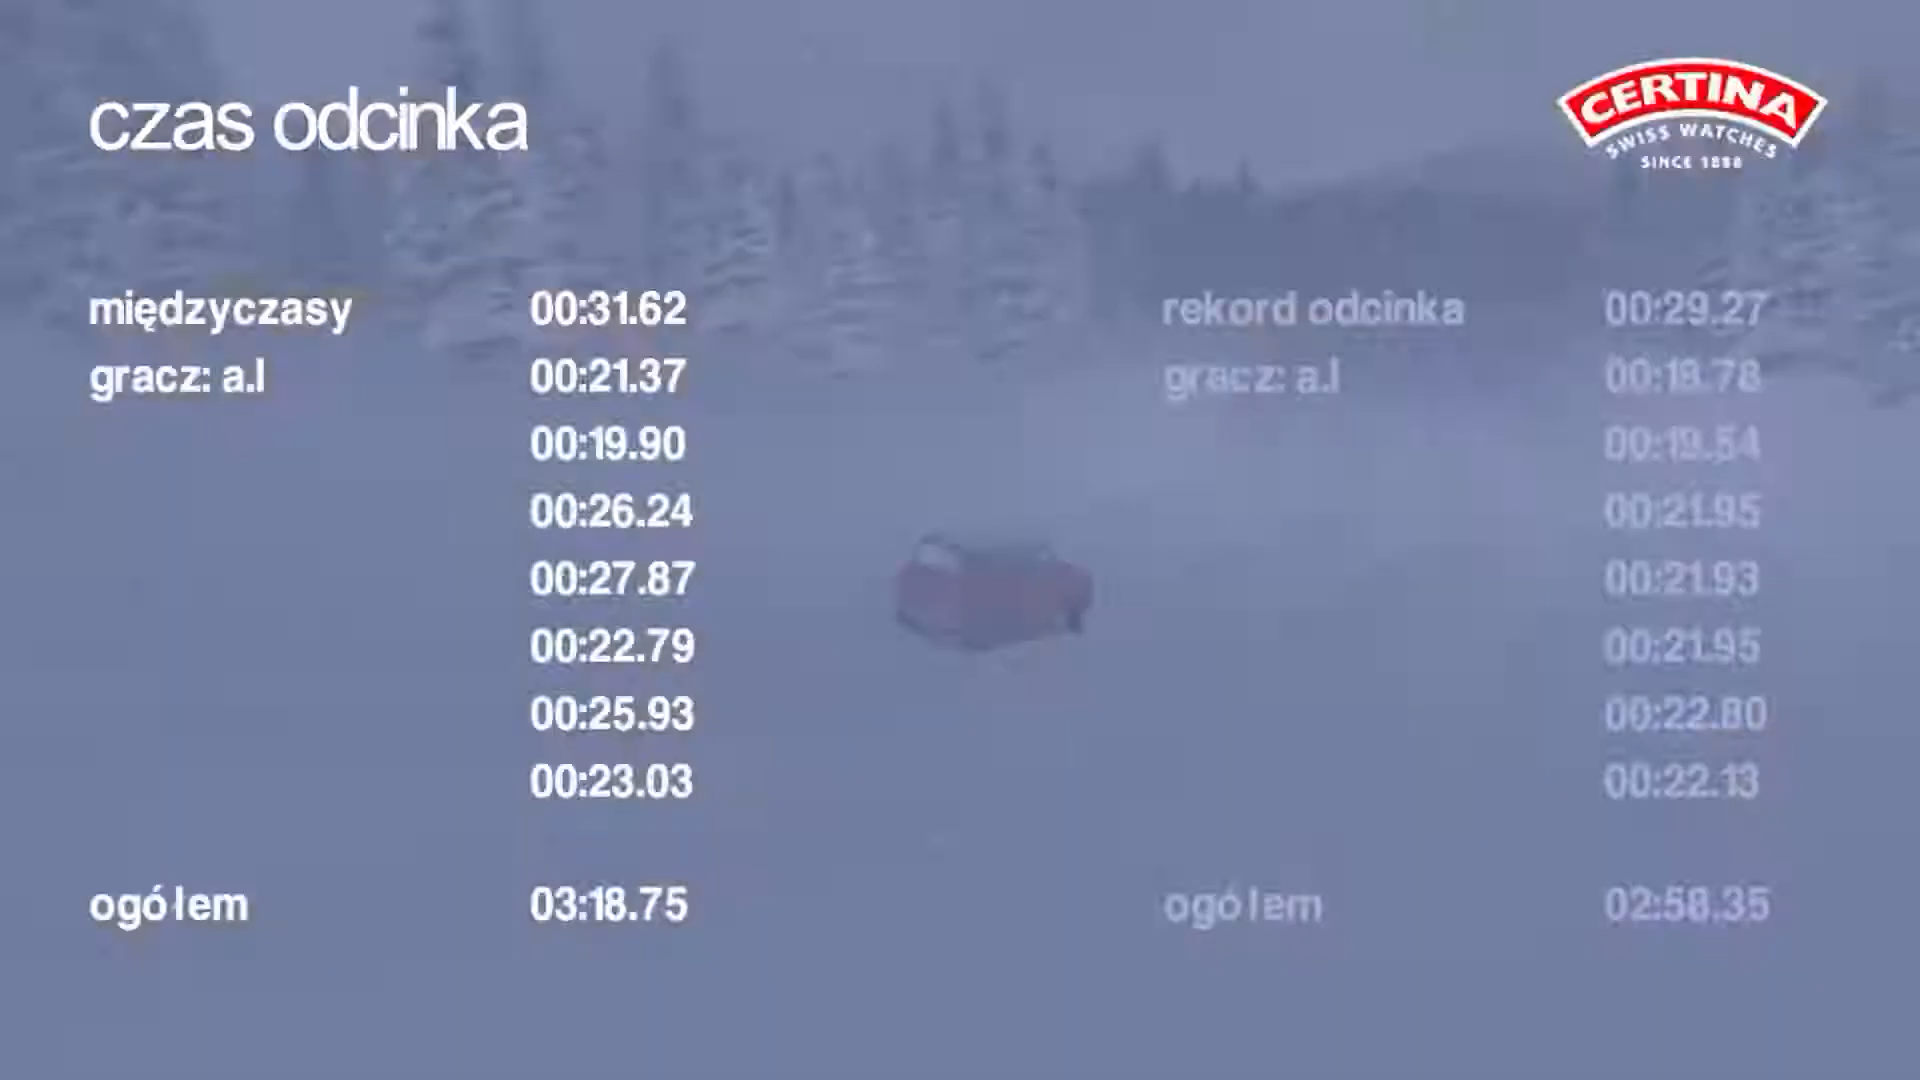 czas odcinka
CERTINA
SWISS WATCHES
SINCE 1888
międzyczasy 00:31.62 rekord odcinka 00:29.27
gracz: a.l 00:21.37 gracz: a.l 00:18.78
00:19.90 00:19.54
00:26.24 00:21.95
00:27.87 00:21.93
00:22.79 00:21.95
00:25.93 00:22.80
00:23.03 00:22.13
ogółem 03:18.75 ogółem 02:58.35